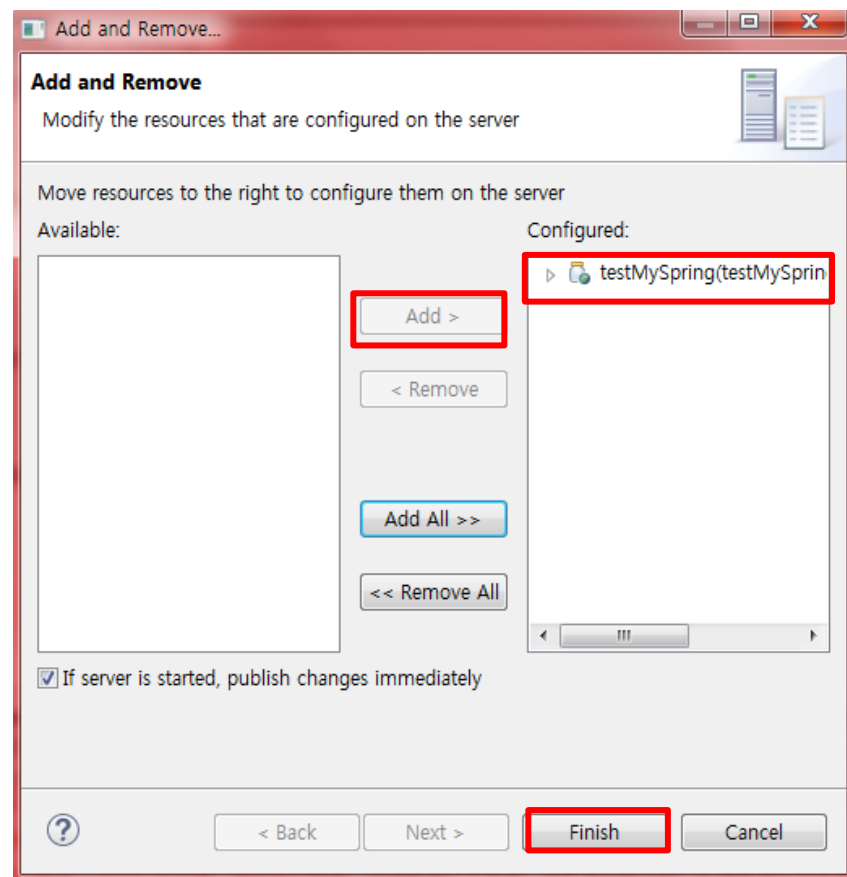 Add and Remove...
Add and Remove
Modify the resources that are configured on the server
Move resources to the right to configure them on the server
Available:
Configured:
testMySpring(testMySprin
Add >
< Remove
Add All >>
<< Remove All
If server is started, publish changes immediately
?
< Back
Next >
Finish
Cancel